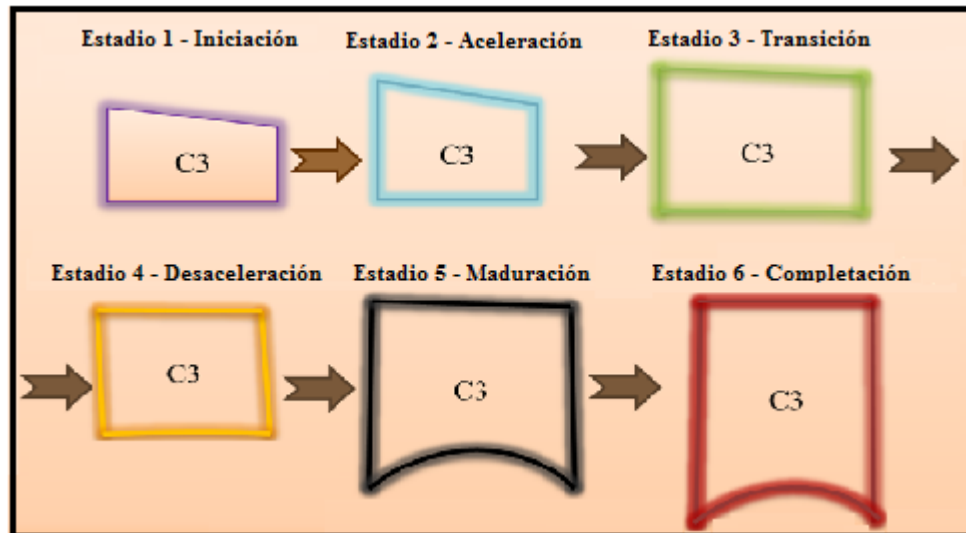 Estadio 1 - Iniciación
Estadio 2 - Aceleración
Estadio 3 - Transición
C3
C3
C3
Estadio 4 - Desaceleración
Estadio 5 - Maduración
Estadio 6 - Completación
C3
C3
C3